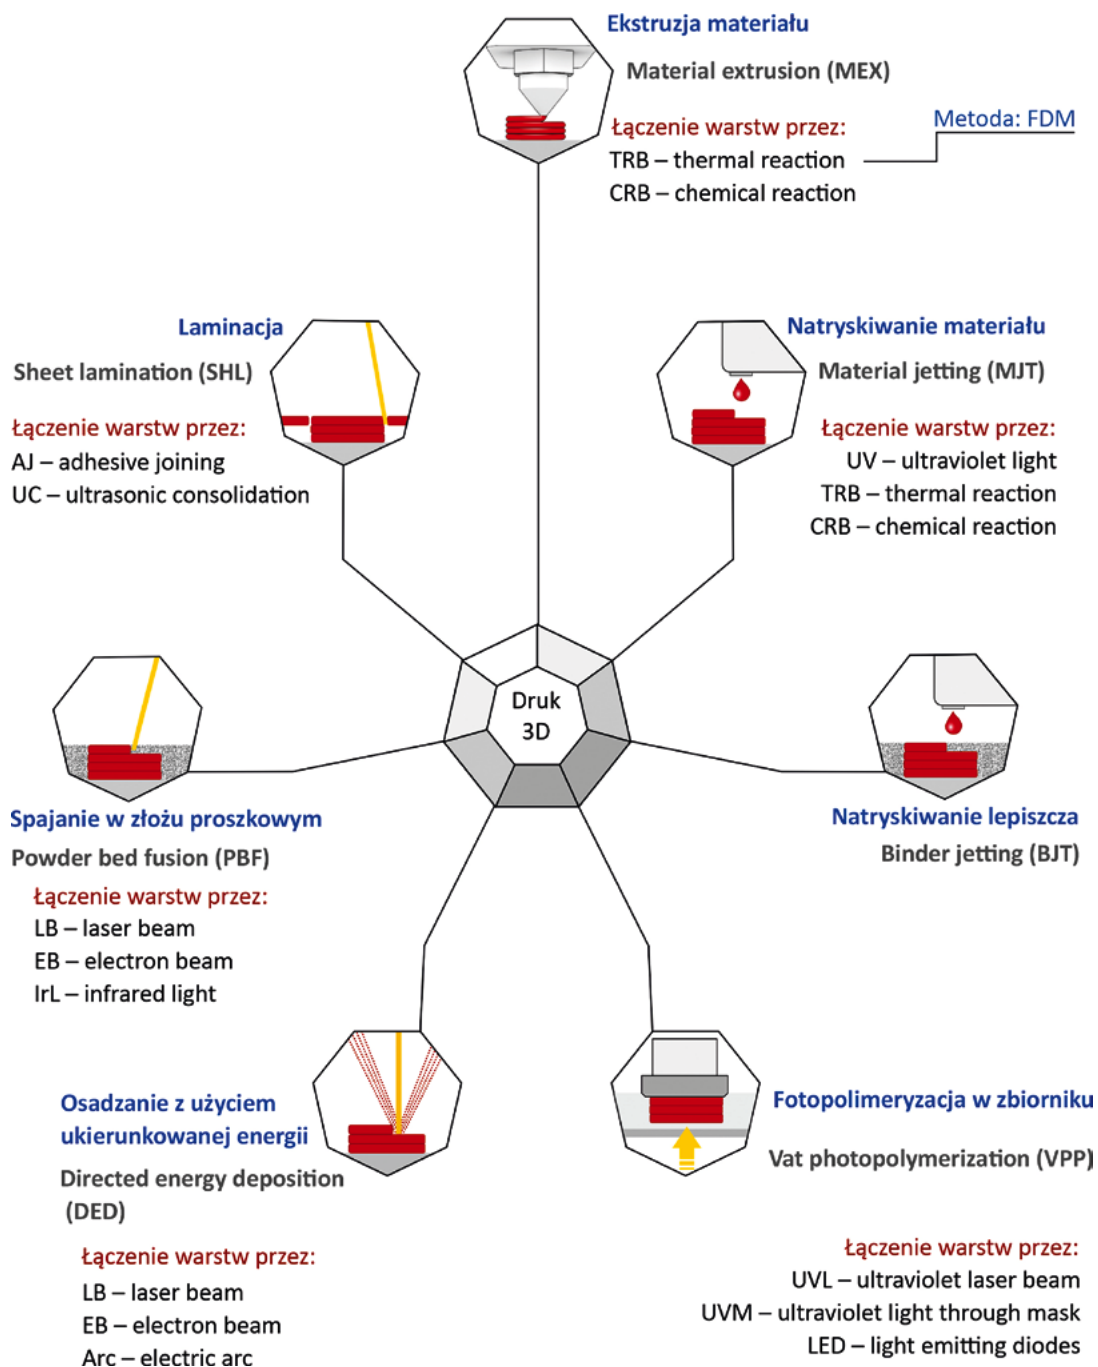 Ekstruzja materiału
Material extrusion (MEX)
Łączenie warstw przez:
TRB – thermal reaction
CRB – chemical reaction
Metoda: FDM
Laminacja
Sheet lamination (SHL)
Łączenie warstw przez:
AJ – adhesive joining
UC – ultrasonic consolidation
Natryskiwanie materiału
Material jetting (MJT)
Łączenie warstw przez:
UV – ultraviolet light
TRB – thermal reaction
CRB – chemical reaction
Druk
3D
Spajanie w złożu proszkowym
Powder bed fusion (PBF)
Łączenie warstw przez:
LB – laser beam
EB – electron beam
IrL – infrared light
Natryskiwanie lepiszcza
Binder jetting (BJT)
Osadzanie z użyciem
ukierunkowanej energii
Directed energy deposition
(DED)
Łączenie warstw przez:
LB – laser beam
EB – electron beam
Arc – electric arc
Fotopolimeryzacja w zbiorniku
Vat photopolymerization (VPP)
Łączenie warstw przez:
UVL – ultraviolet laser beam
UVM – ultraviolet light through mask
LED – light emitting diodes